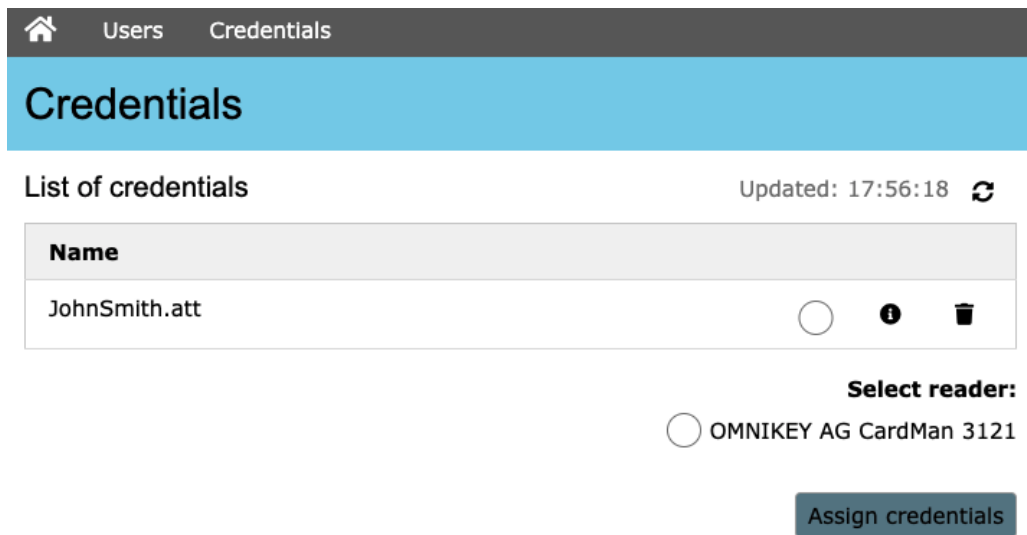 Users Credentials
Credentials
List of credentials Updated: 17:56:18
Name
JohnSmith.att
Select reader:
OMNIKEY AG CardMan 3121
Assign credentials